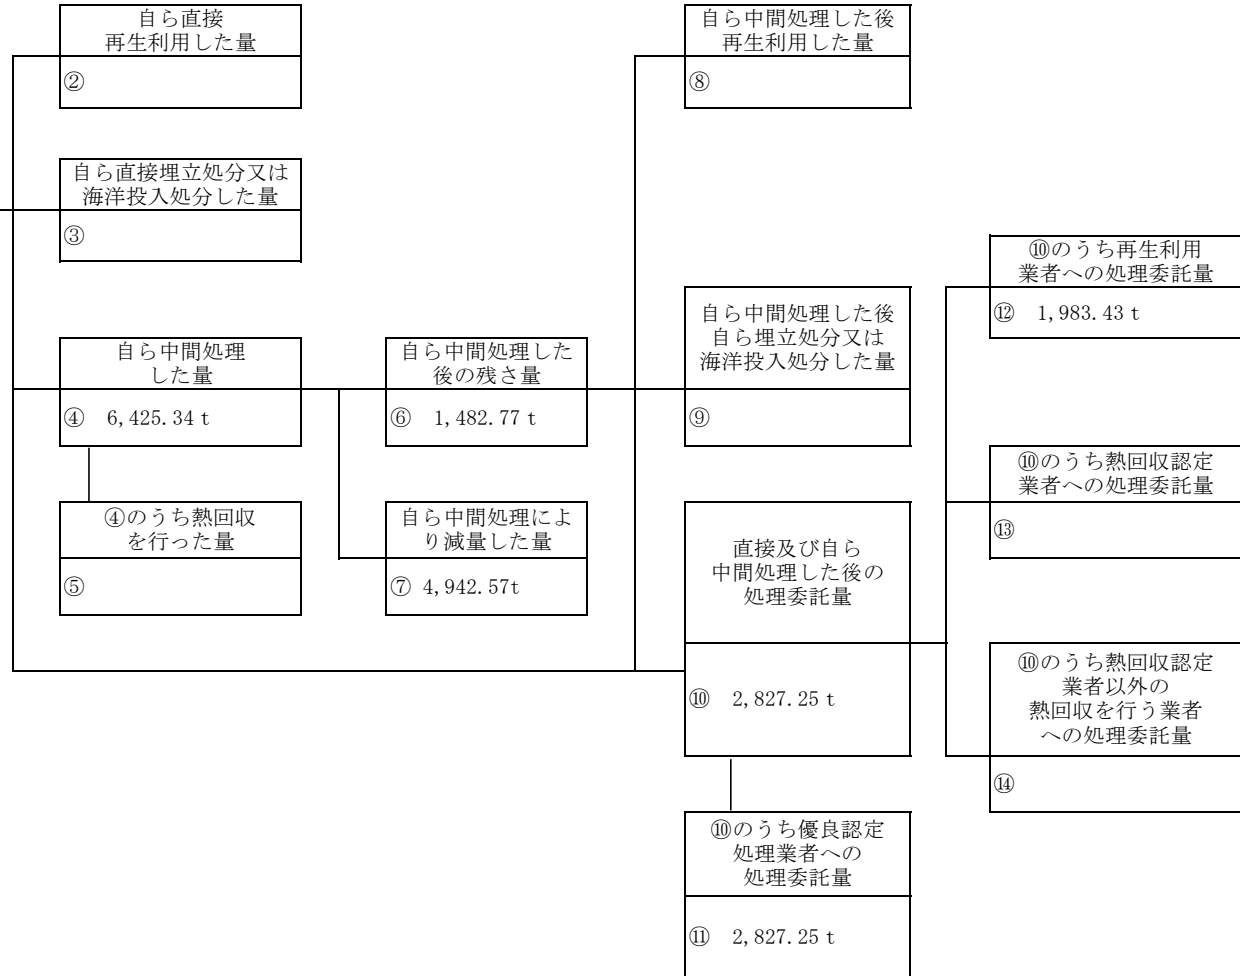 自ら直接
再生利用した量
②
自ら直接埋立処分又は
海洋投入処分した量
③
自ら中間処理
した量
④ 6,425.34 t
④のうち熱回収
を行った量
⑤
自ら中間処理した
後の残さ量
⑥ 1,482.77 t
自ら中間処理によ
り減量した量
⑦ 4,942.57t
自ら中間処理した後
再生利用した量
⑧
自ら中間処理した後
自ら埋立処分又は
海洋投入処分した量
⑨
直接及び自ら
中間処理した後の
処理委託量
⑩ 2,827.25 t
⑩のうち優良認定
処理業者への
処理委託量
⑪ 2,827.25 t
⑩のうち再生利用
業者への処理委託量
⑫ 1,983.43 t
⑩のうち熱回収認定
業者への処理委託量
⑬
⑩のうち熱回収認定
業者以外の
熱回収を行う業者
への処理委託量
⑭